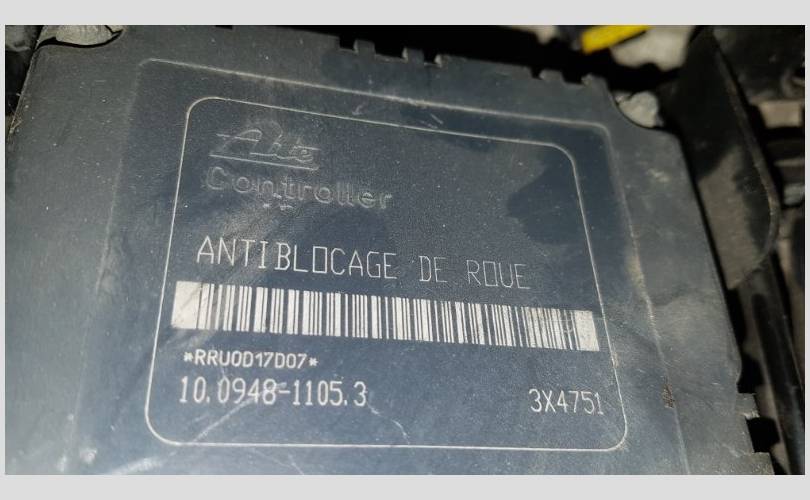 Ate
Controller
ANTIBLOCAGE DE ROUE
*RRU0D17D07*
10.0948-1105.3 3X4751